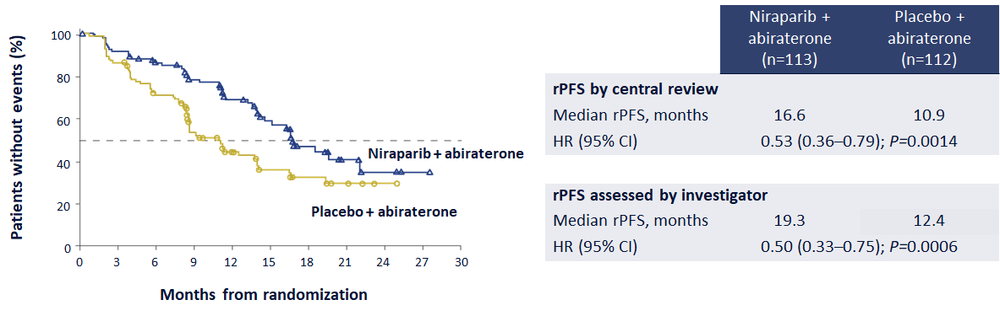 Patients without events (%)
100
80
60
40
20
0
0 3 6 9 12 15 18 21 24 27 30
Months from randomization
Niraparib + abiraterone
Placebo + abiraterone
Niraparib +
abiraterone
(n=113)
Placebo +
abiraterone
(n=112)
rPFS by central review
Median rPFS, months 16.6 10.9
HR (95% CI) 0.53 (0.36–0.79); P=0.0014
rPFS assessed by investigator
Median rPFS, months 19.3 12.4
HR (95% CI) 0.50 (0.33–0.75); P=0.0006